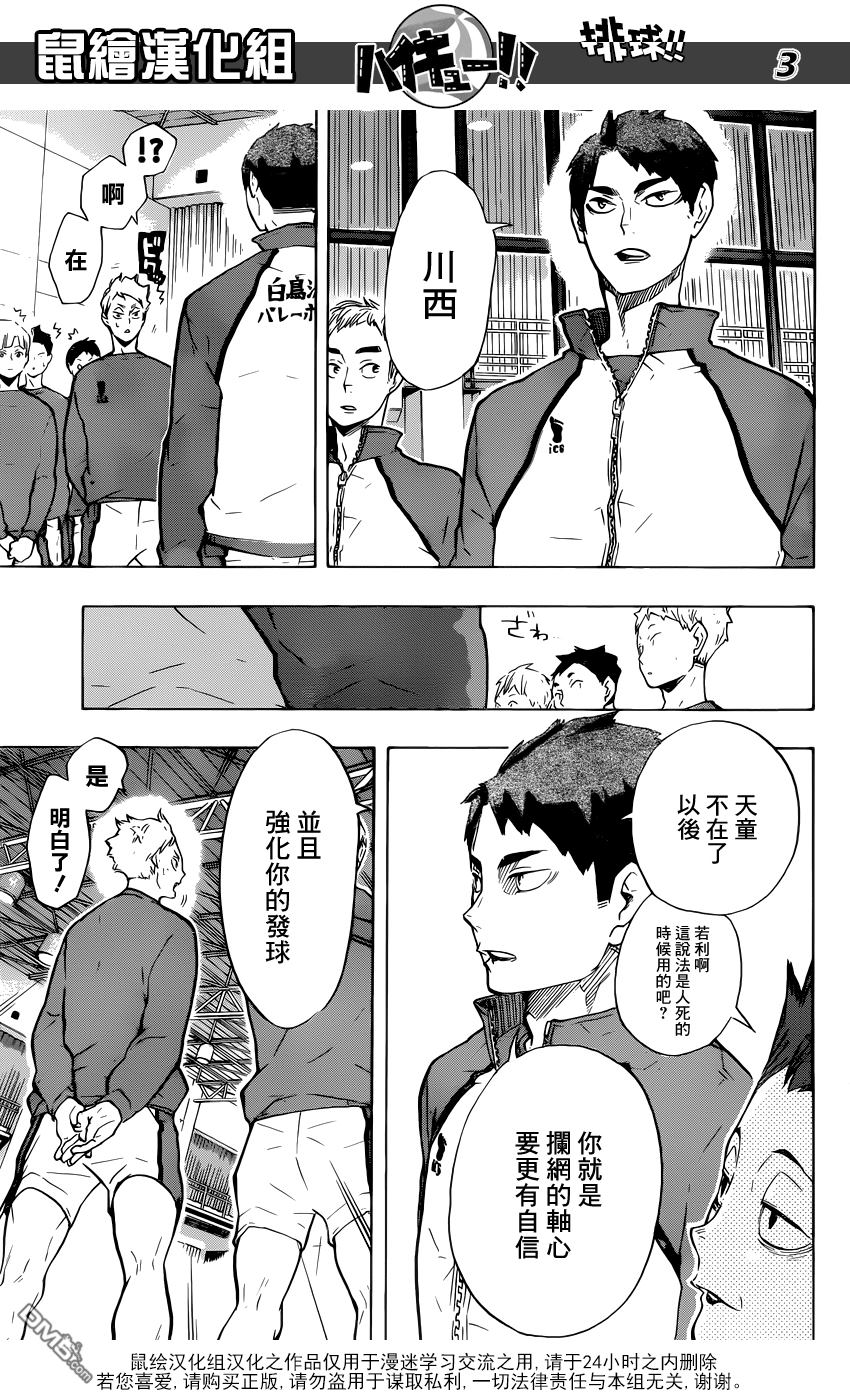 鼠繪漢化組
ハイキュー!!
排球!!
3
川西
ics
!?
啊
在
白鳥沢
バレーボ
ざわ
天童
不在了
以後
若利啊
這說法是人死的
時候用的吧？
你就是
攔網的軸心
要更有自信
並且
強化你的發球
是
明白了！
DMB.com
鼠绘汉化组汉化之作品仅用于漫迷学习交流之用, 请于24小时之内删除
若您喜爱, 请购买正版, 请勿盗用于谋取私利, 一切法律责任与本组无关, 谢谢。